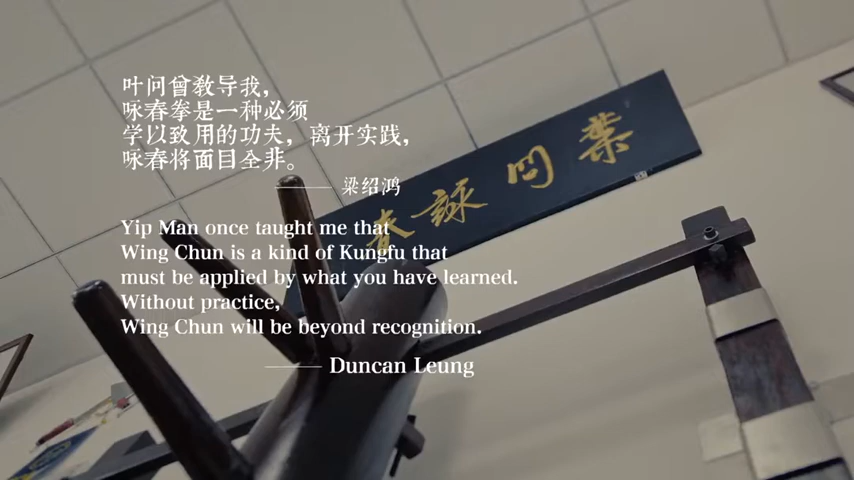 叶问曾教导我，
咏春拳是一种必须
学以致用的功夫，离开实践，
咏春将面目全非。
—— 梁绍鸿
Yip Man once taught me that
Wing Chun is a kind of Kungfu that
must be applied by what you have learned.
Without practice,
Wing Chun will be beyond recognition.
—— Duncan Leung
葉問詠春